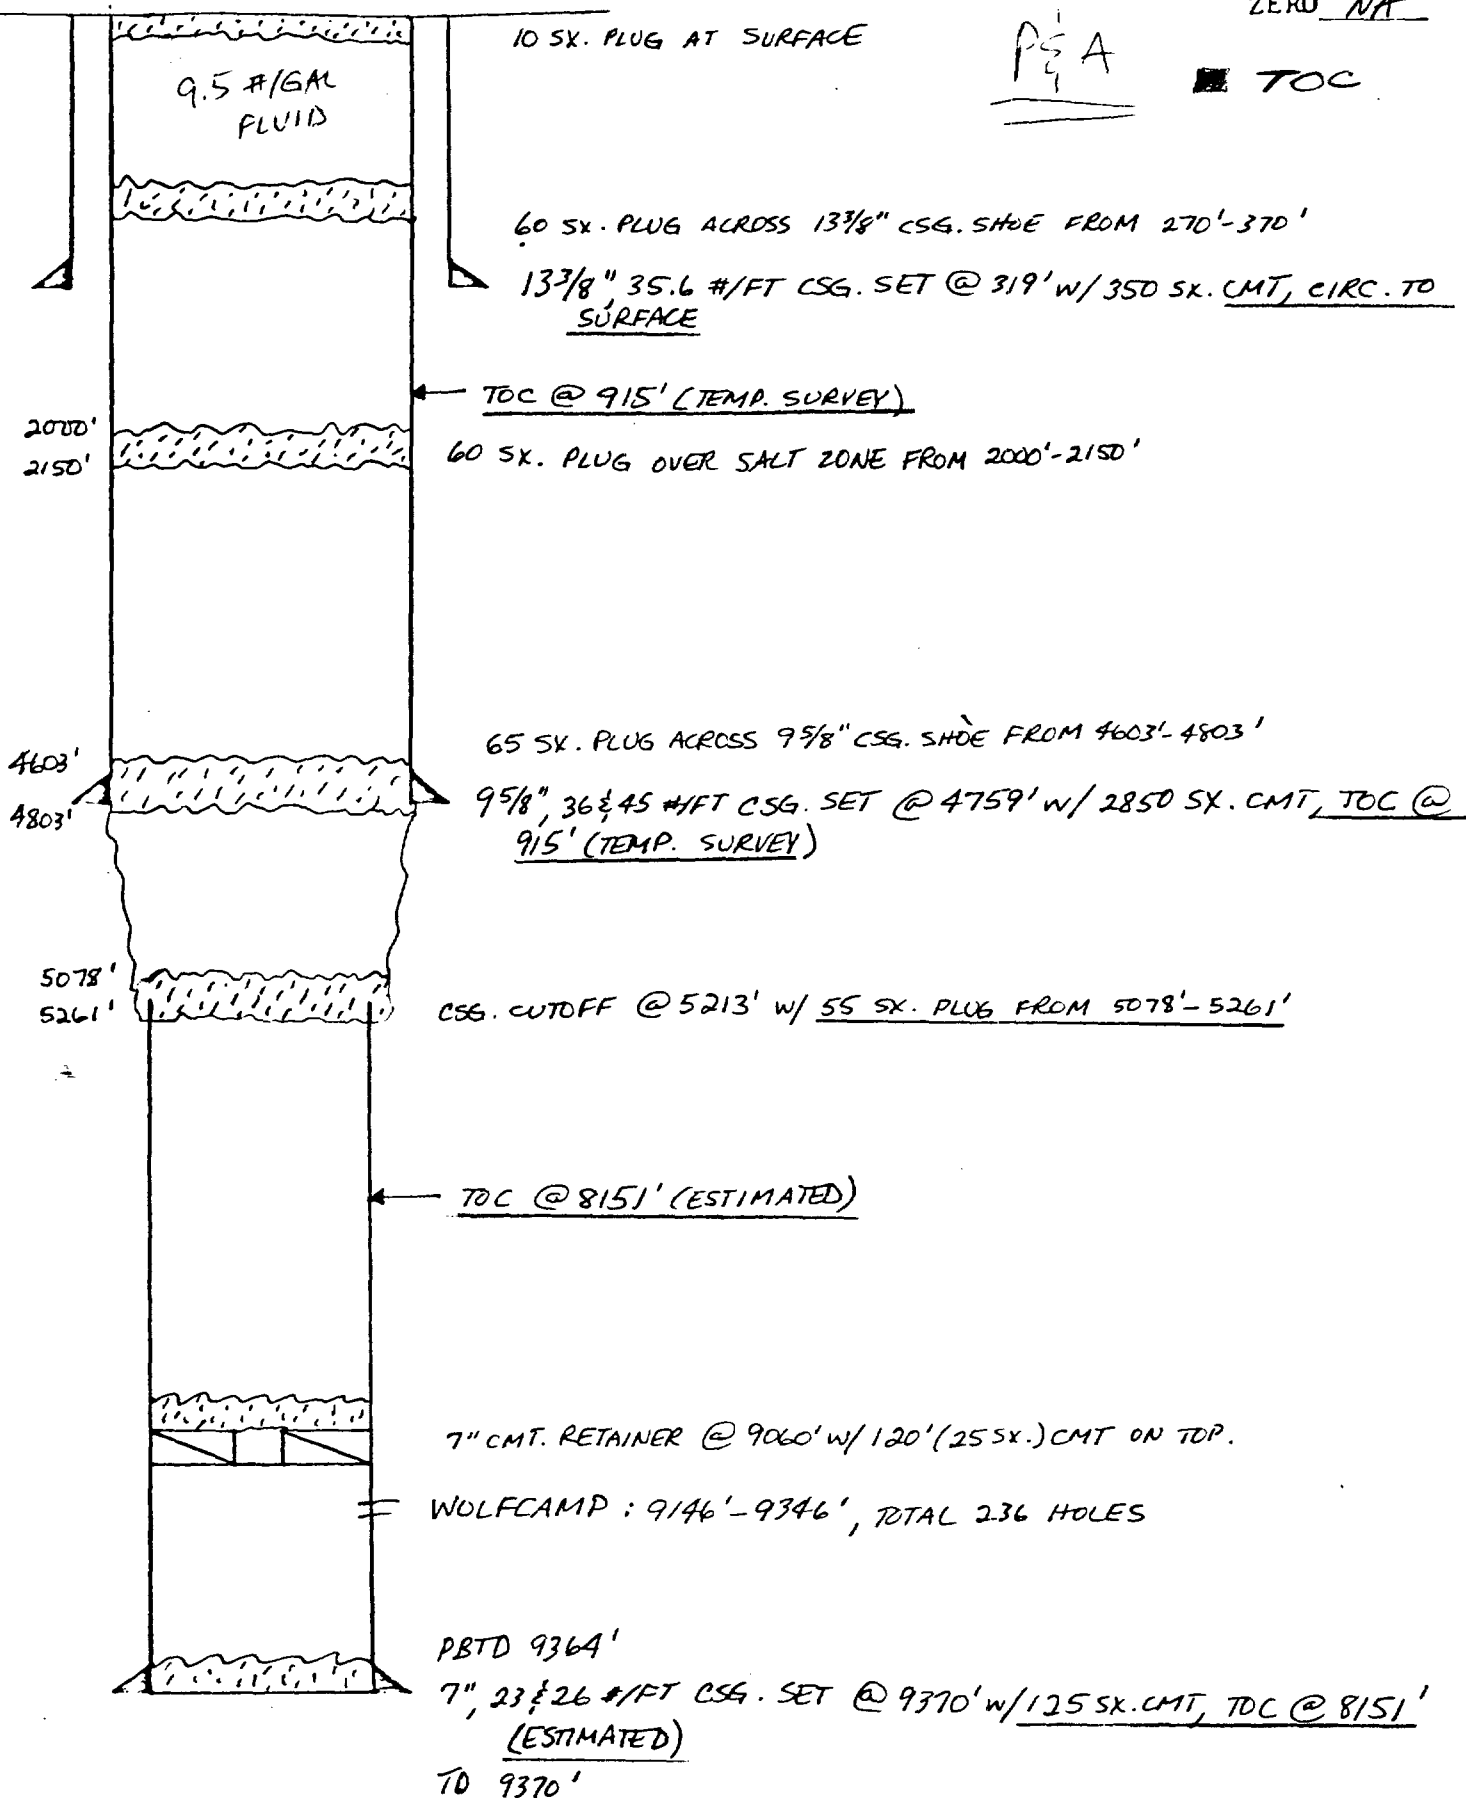 ZERO NA
10 SX. PLUG AT SURFACE
P & A
TOC
9.5 #/GAL
FLUID
60 SX. PLUG ACROSS 13 3/8" CSG. SHOE FROM 270'-370'
13 3/8", 35.6 #/FT CSG. SET @ 319' W/ 350 SX. CMT, CIRC. TO
SURFACE
TOC @ 915' (TEMP. SURVEY)
2000'
2150'
60 SX. PLUG OVER SALT ZONE FROM 2000'-2150'
65 SX. PLUG ACROSS 9 5/8" CSG. SHOE FROM 4603'-4803'
4603'
4803'
9 5/8", 36 & 45 #/FT CSG. SET @ 4759' W/ 2850 SX. CMT, TOC @
915' (TEMP. SURVEY)
5078'
5261'
CSG. CUTOFF @ 5213' W/ 55 SX. PLUG FROM 5078'-5261'
TOC @ 8151' (ESTIMATED)
7" CMT. RETAINER @ 9060' W/ 120' (25 SX.) CMT ON TOP.
WOLFCAMP : 9146'-9346', TOTAL 236 HOLES
PBTD 9364'
7", 23 & 26 #/FT CSG. SET @ 9370' W/ 125 SX. CMT, TOC @ 8151'
(ESTIMATED)
TD 9370'